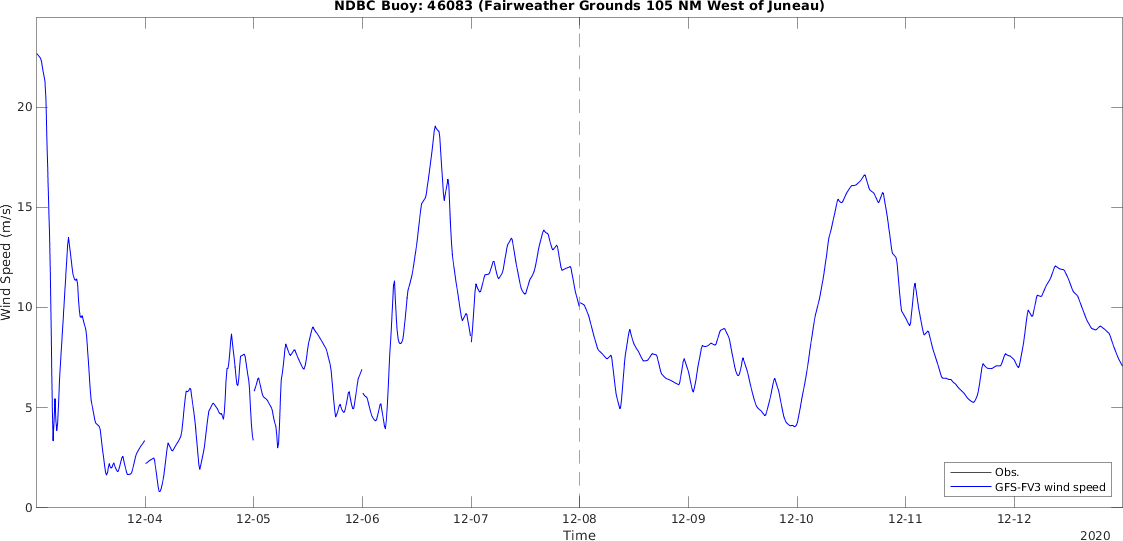 NDBC Buoy: 46083 (Fairweather Grounds 105 NM West of Juneau)
Wind Speed (m/s)
20
15
10
5
0
12-04 12-05 12-06 12-07 12-08 12-09 12-10 12-11 12-12
Time
2020
Obs.
GFS-FV3 wind speed